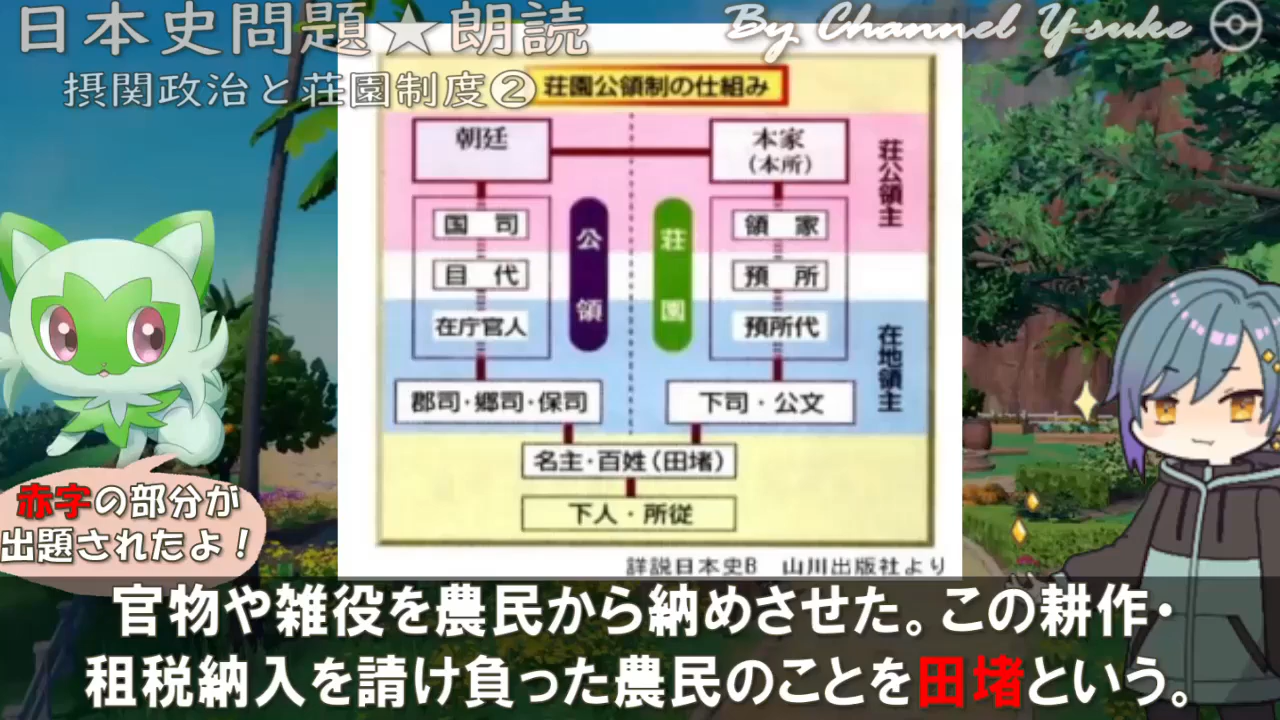 日本史問題★朗読
By Channel Y-suke
摂関政治と荘園制度②
荘園公領制の仕組み
朝廷
本家
(本所)
荘公領主
国司
公領
荘園
領家
目代
預所
在庁官人
預所代
在地領主
郡司・郷司・保司
下司・公文
名主・百姓(田堵)
下人・所従
詳説日本史B 山川出版社より
赤字の部分が
出題されたよ！
官物や雑役を農民から納めさせた。この耕作・
租税納入を請け負った農民のことを田堵という。